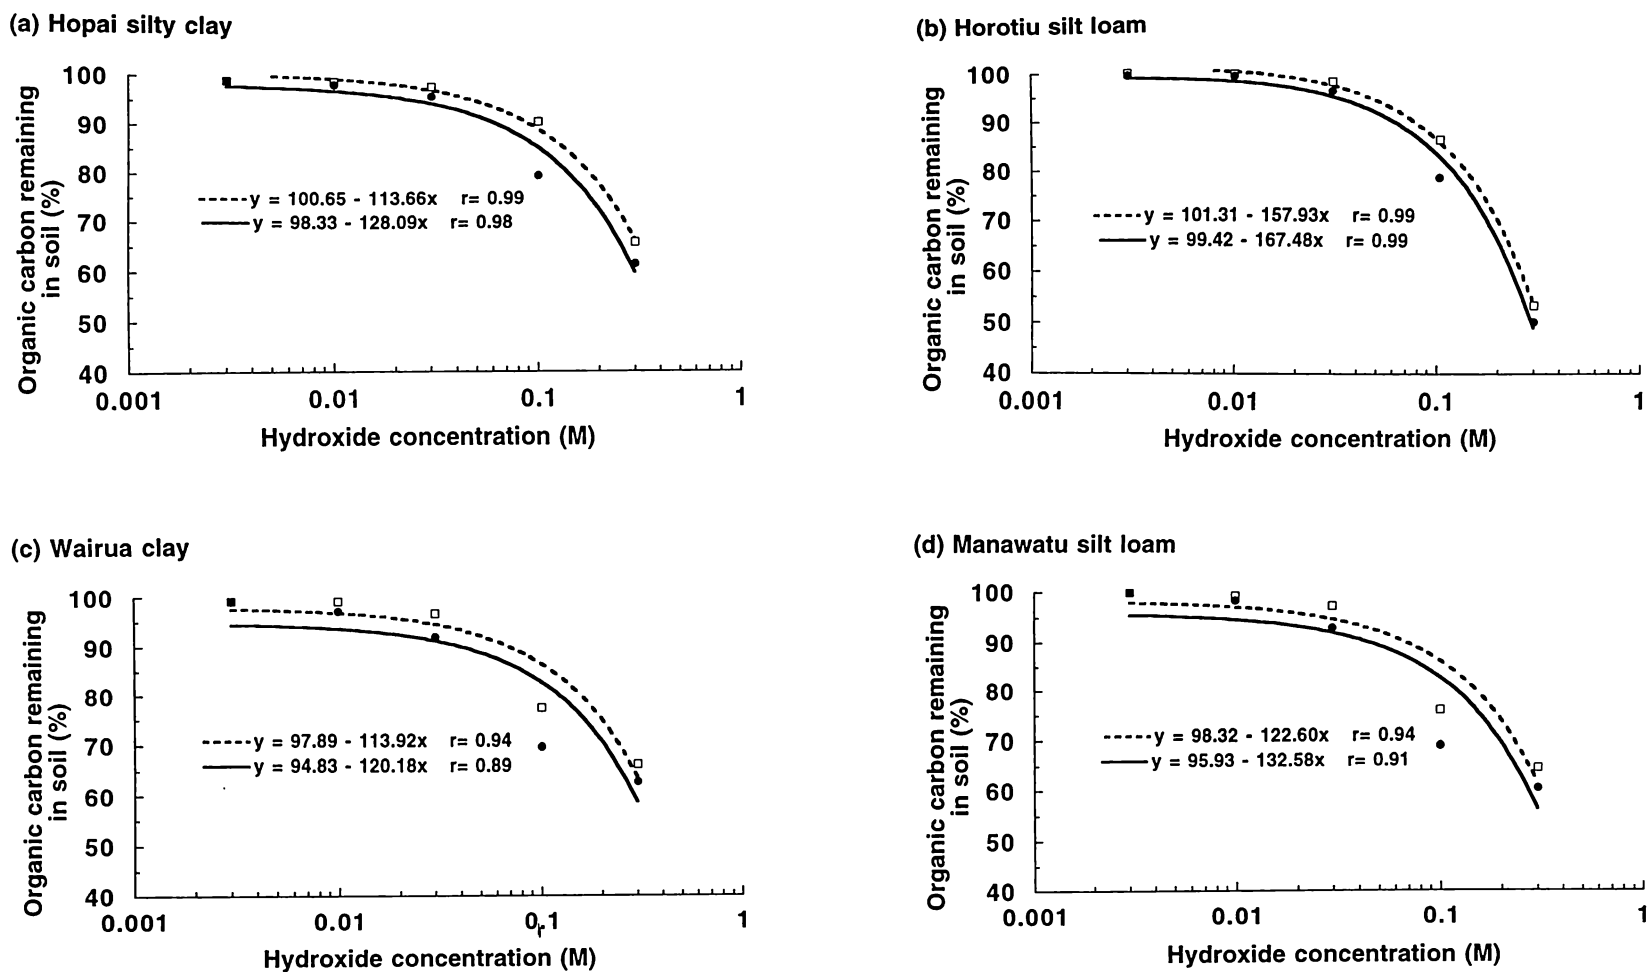 (a) Hopai silty clay
Organic carbon remaining
in soil (%)
100
90
80
70
60
50
40
y = 100.65 - 113.66x r= 0.99
y = 98.33 - 128.09x r= 0.98
0.001
0.01
0.1
1
Hydroxide concentration (M)
(b) Horotiu silt loam
Organic carbon remaining
in soil (%)
100
90
80
70
60
50
40
y = 101.31 - 157.93x r= 0.99
y = 99.42 - 167.48x r= 0.99
0.001
0.01
0.1
1
Hydroxide concentration (M)
(c) Wairua clay
Organic carbon remaining
in soil (%)
100
90
80
70
60
50
40
y = 97.89 - 113.92x r= 0.94
y = 94.83 - 120.18x r= 0.89
0.001
0.01
1
Hydroxide concentration (M)
(d) Manawatu silt loam
Organic carbon remaining
in soil (%)
100
90
80
70
60
50
40
y = 98.32 - 122.60x r= 0.94
y = 95.93 - 132.58x r= 0.91
0.001
0.01
0.1
1
Hydroxide concentration (M)